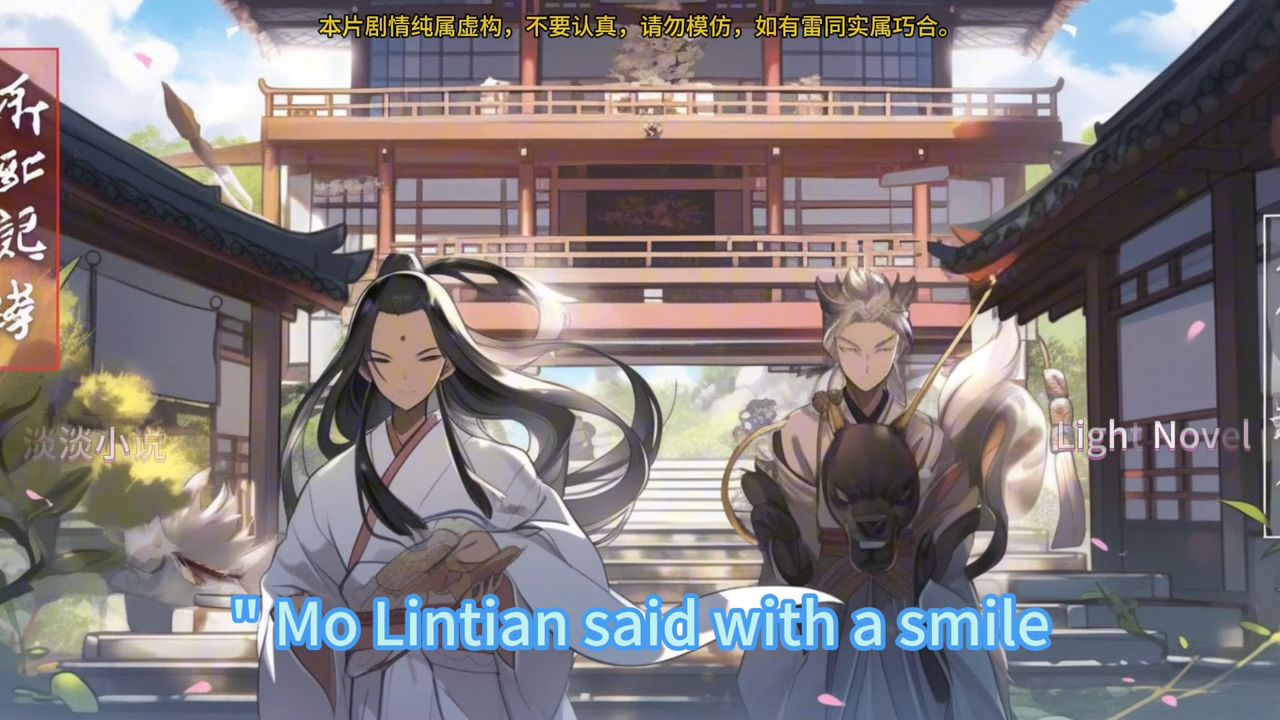 本片剧情纯属虚构，不要认真，请勿模仿，如有雷同实属巧合。
淡淡小说
Light Novel
" Mo Lintian said with a smile